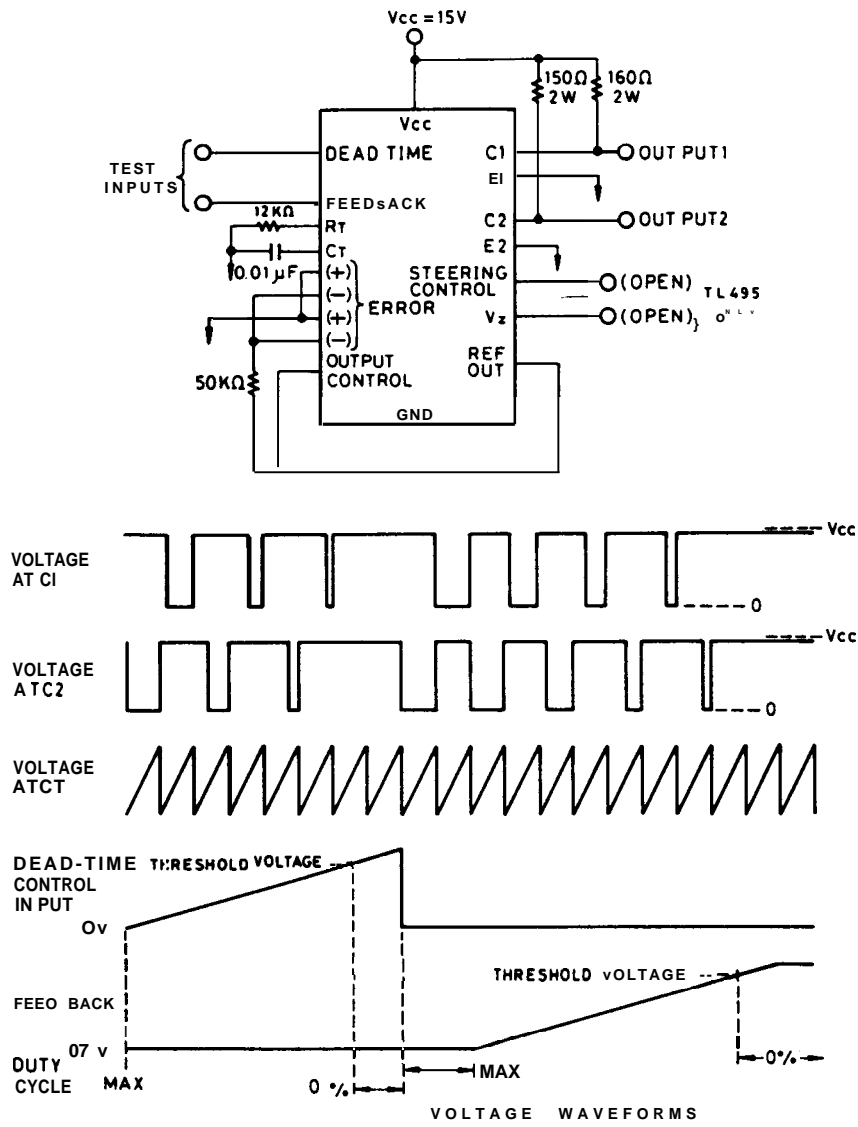 Vcc = 15V
150Ω 2W
160Ω 2W
Vcc
TEST INPUTS
DEAD TIME
C1
OUT PUT1
E1
FEEDsACK
12KΩ
RT
C2
OUT PUT2
CT
E2
0.01 µF
(+)
STEERING CONTROL
(OPEN)
TL495
(−)
ERROR
(+)
Vz
(OPEN)
(−)
OUTPUT CONTROL
REF OUT
50KΩ
GND
Vcc
VOLTAGE AT CI
0
Vcc
VOLTAGE ATC2
0
VOLTAGE ATCT
DEAD-TIME CONTROL IN PUT
THRESHOLD VOLTAGE
Ov
THRESHOLD vOLTAGE
FEEO BACK
07 v
DUTY CYCLE
MAX
0 %
MAX
0%
VOLTAGE WAVEFORMS